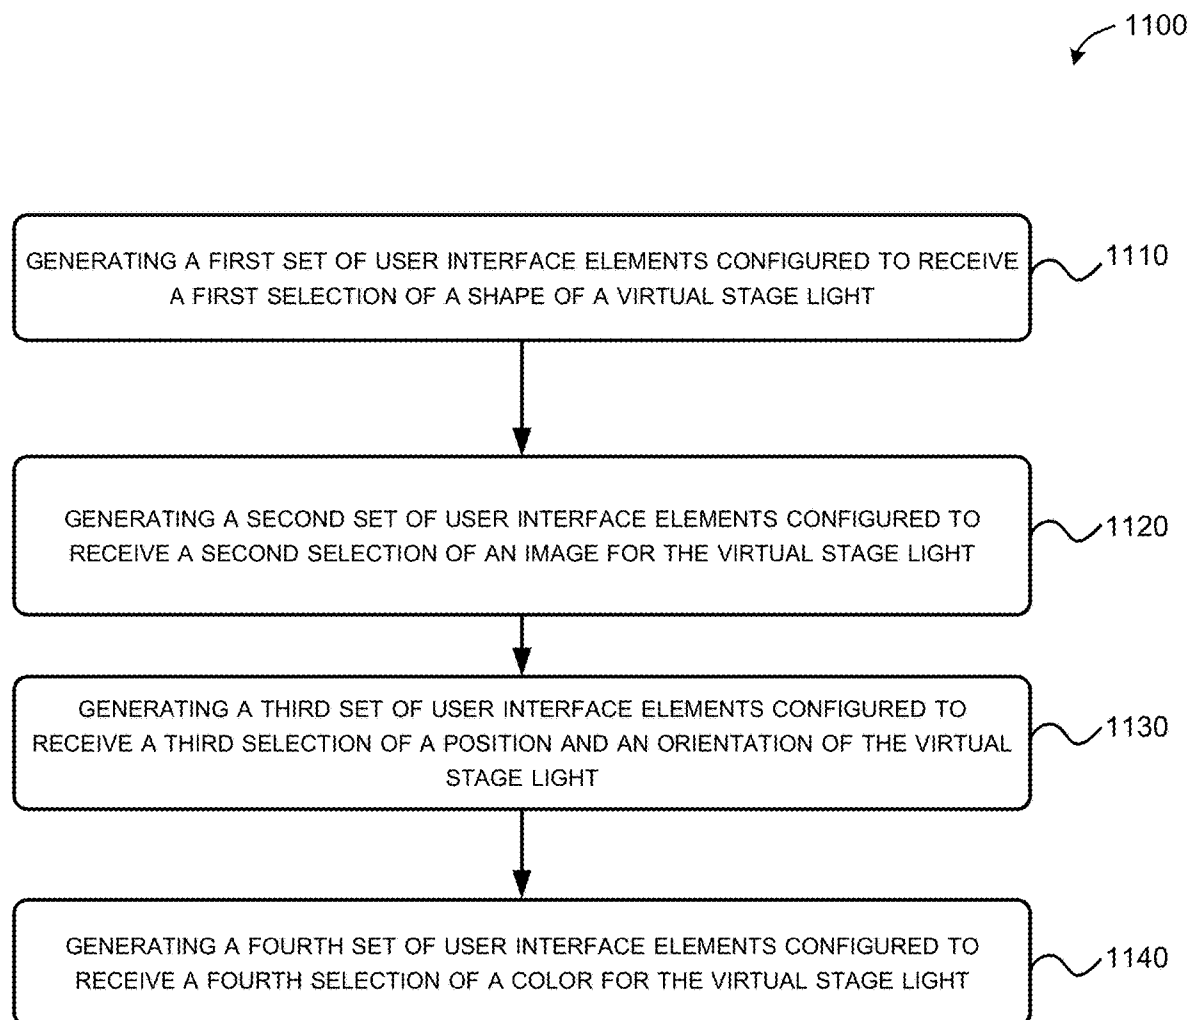 1100
GENERATING A FIRST SET OF USER INTERFACE ELEMENTS CONFIGURED TO RECEIVE
A FIRST SELECTION OF A SHAPE OF A VIRTUAL STAGE LIGHT
1110
GENERATING A SECOND SET OF USER INTERFACE ELEMENTS CONFIGURED TO
RECEIVE A SECOND SELECTION OF AN IMAGE FOR THE VIRTUAL STAGE LIGHT
1120
GENERATING A THIRD SET OF USER INTERFACE ELEMENTS CONFIGURED TO
RECEIVE A THIRD SELECTION OF A POSITION AND AN ORIENTATION OF THE VIRTUAL
STAGE LIGHT
1130
GENERATING A FOURTH SET OF USER INTERFACE ELEMENTS CONFIGURED TO
RECEIVE A FOURTH SELECTION OF A COLOR FOR THE VIRTUAL STAGE LIGHT
1140